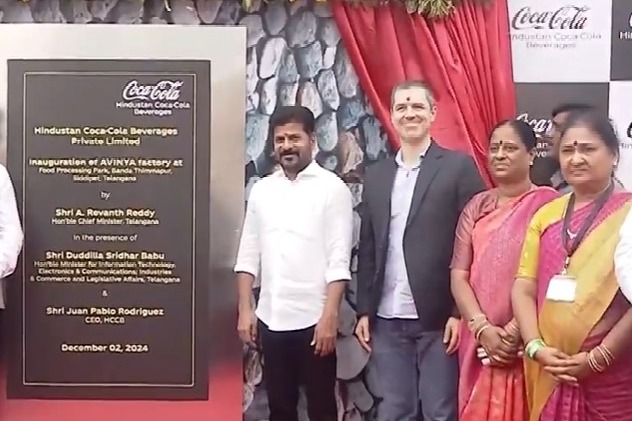 Coca-Cola
Hindustan Coca-Cola
Beverages
Hindustan Coca-Cola Beverages
Private Limited
Inauguration of AVINYA factory at
Food Processing Park, Banda Thimmapur,
Siddipet, Telangana
by
Shri A. Revanth Reddy
Hon'ble Chief Minister, Telangana
In the presence of
Shri Duddilla Sridhar Babu
Hon'ble Minister for Information Technology,
Electronics & Communications; Industries
& Commerce and Legislative Affairs, Telangana
&
Shri Juan Pablo Rodriguez
CEO, HCCB
December 02, 2024
Coca-Cola
Hindustan Coca-Cola
Beverages